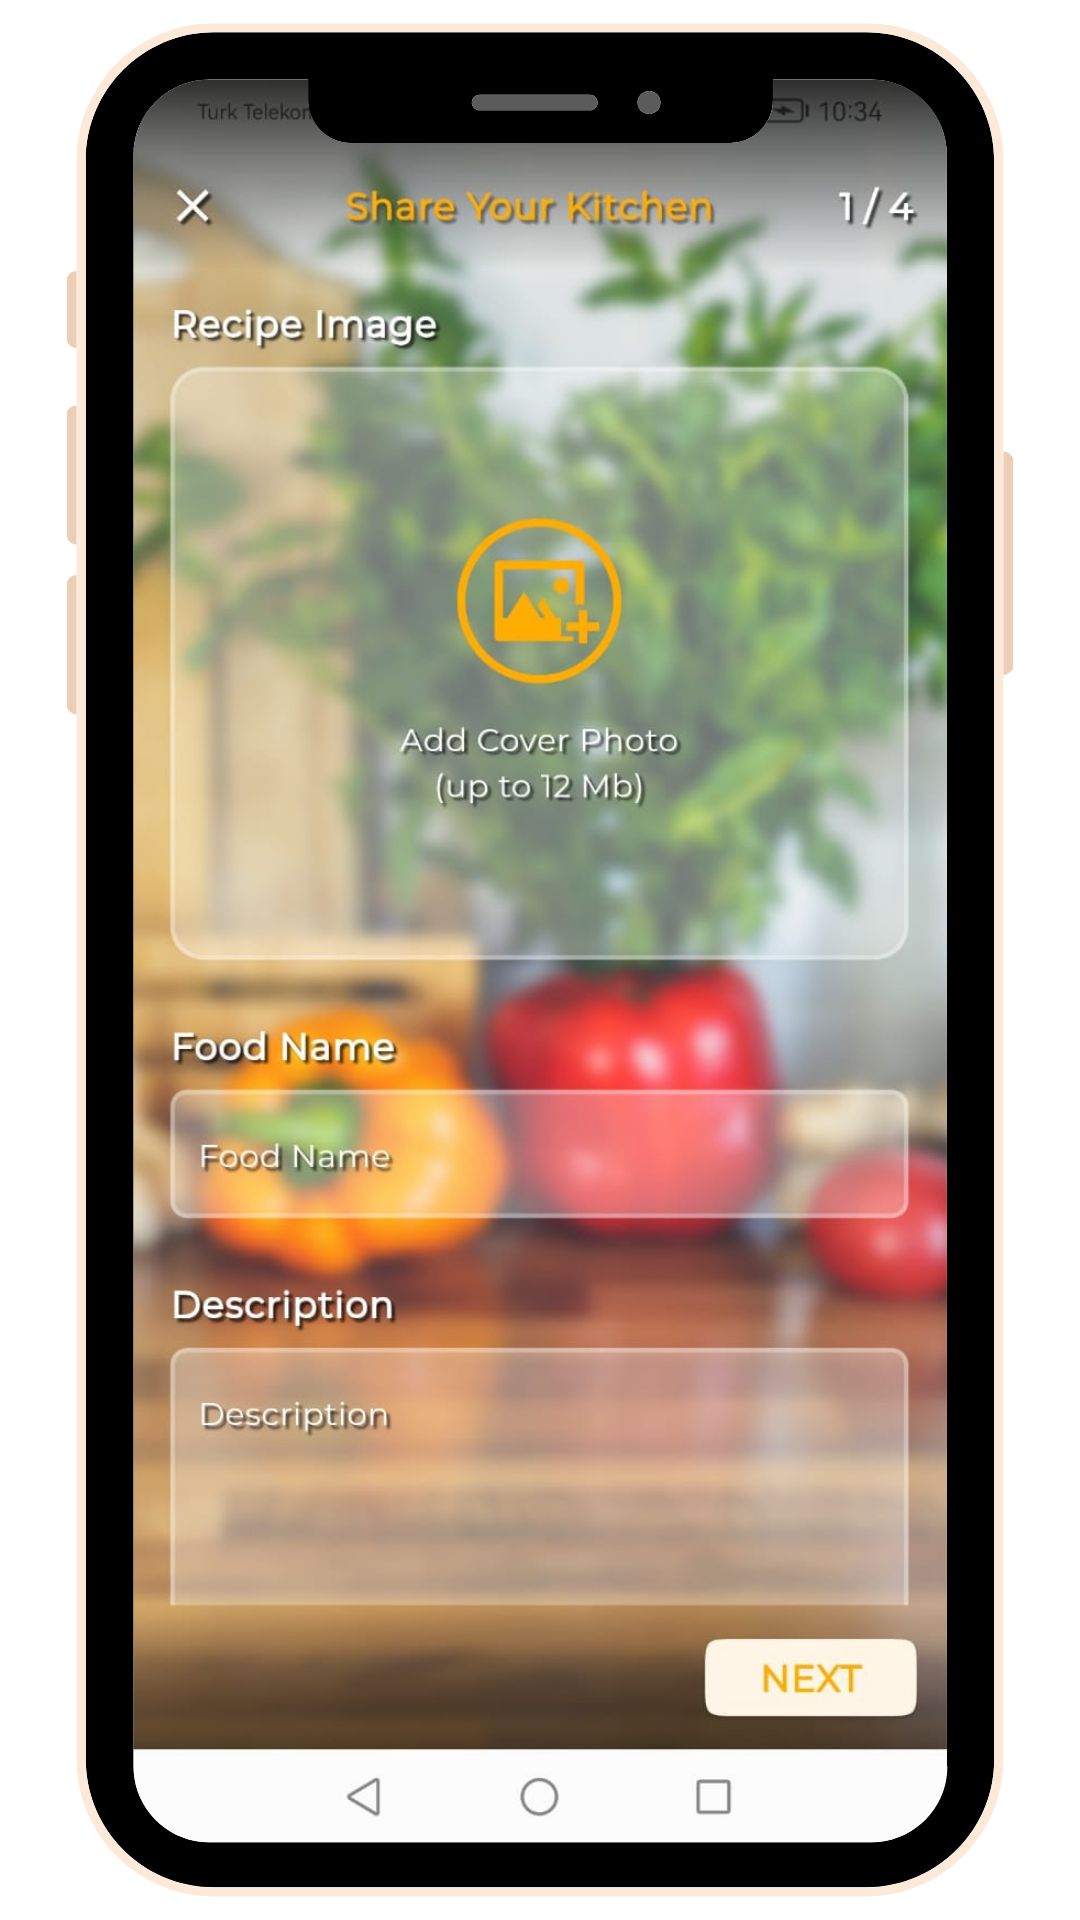 Turk Teleko
10:34
Share Your Kitchen
1 / 4
Recipe Image
Add Cover Photo
(up to 12 Mb)
Food Name
Food Name
Description
Description
NEXT